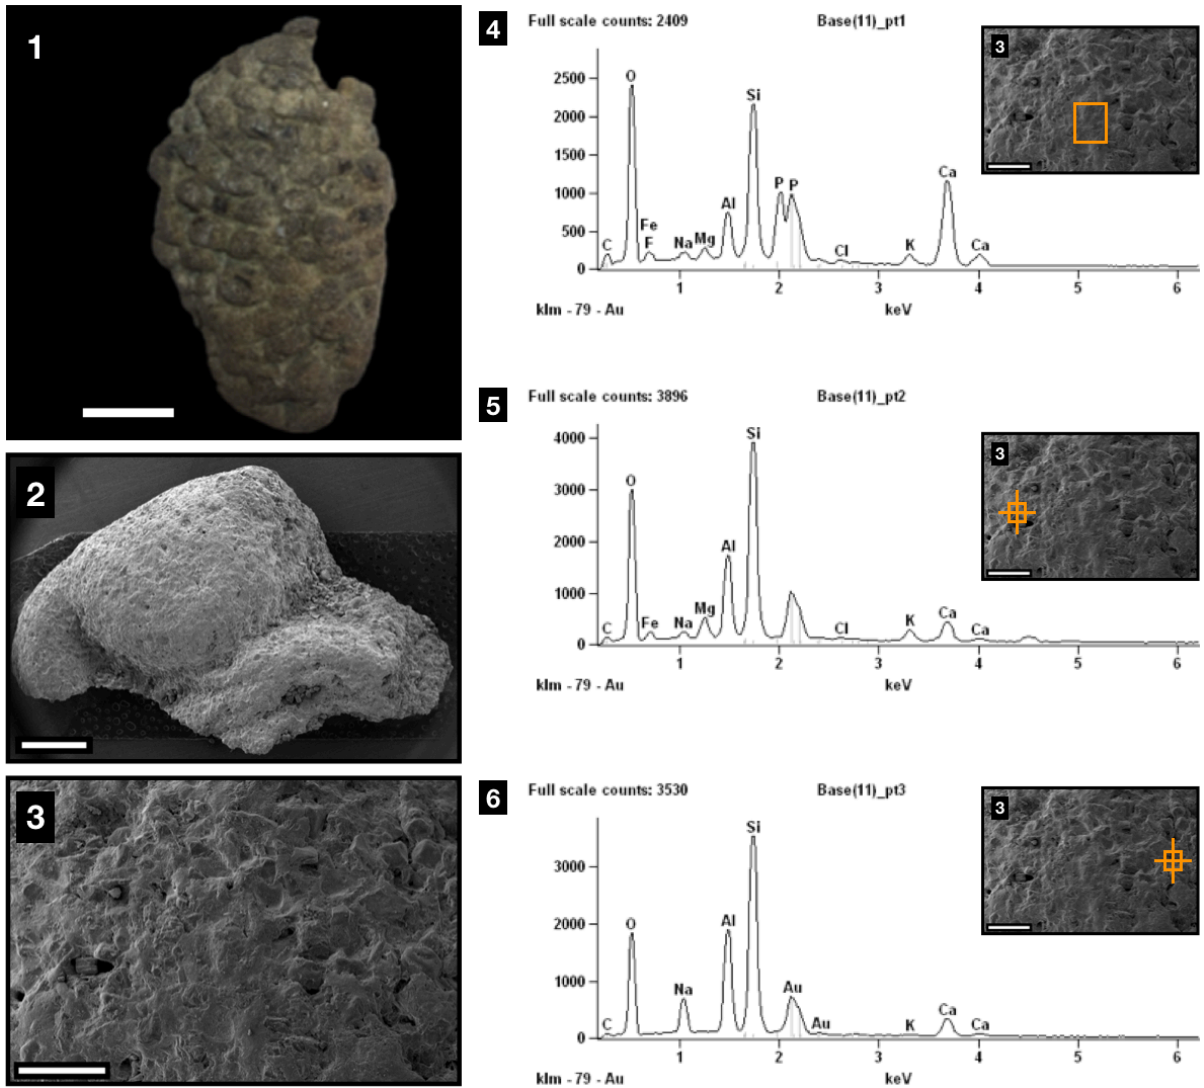 1
2
3
4
Full scale counts: 2409
Base(11)_pt1
3
O
Si
Ca
P P
Al
Fe
C F Na Mg Cl K Ca
2500
2000
1500
1000
500
0
1 2 3 4 5 6
klm - 79 - Au
keV
5
Full scale counts: 3896
Base(11)_pt2
3
Si
O
Al
Mg
C Fe Na Cl K Ca Ca
4000
3000
2000
1000
0
1 2 3 4 5 6
klm - 79 - Au
keV
6
Full scale counts: 3530
Base(11)_pt3
3
Si
O
Al
Na
Au
C Au K Ca Ca
3000
2000
1000
0
1 2 3 4 5 6
klm - 79 - Au
keV